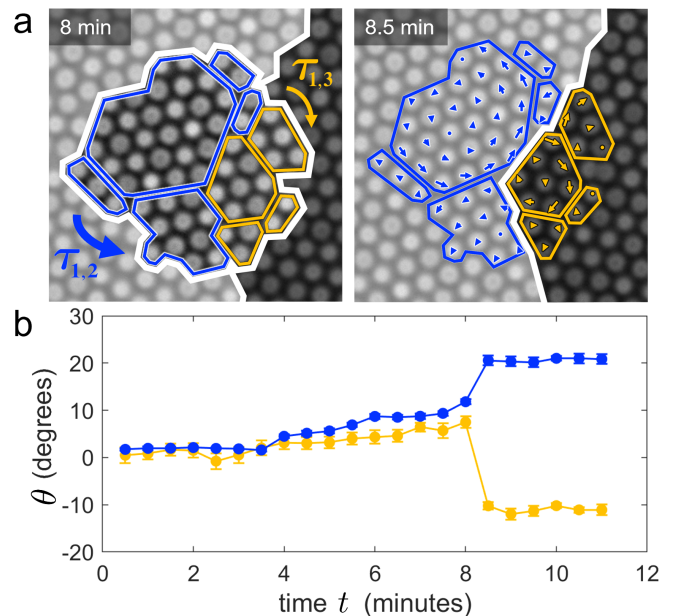 a
8 min
τ1,3
τ1,2
8.5 min
b
30
20
10
0
-10
-20
θ (degrees)
0
2
4
6
8
10
12
time t (minutes)